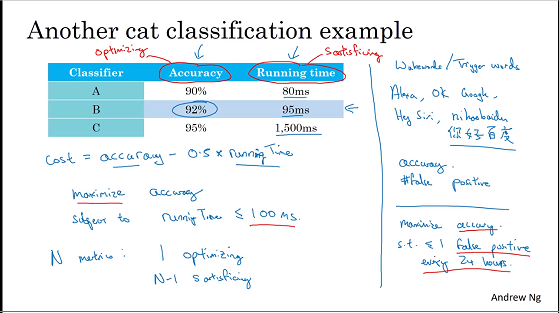 Another cat classification example
optimizing
satisficing
Classifier Accuracy Running time
A 90% 80ms
B 92% 95ms
C 95% 1,500ms
cost = accuracy - 0.5 x runningTime
maximize accuracy
subject to runningTime ≤ 100 ms.
N metrics: 1 optimizing
N-1 satisficing
Wakewords / Trigger words
Alexa, Ok Google,
Hey Siri, nihaobaidu
你好百度
accuracy.
#false positive
maximize accuracy.
s.t. ≤ 1 false positive
every 24 hours.
Andrew Ng